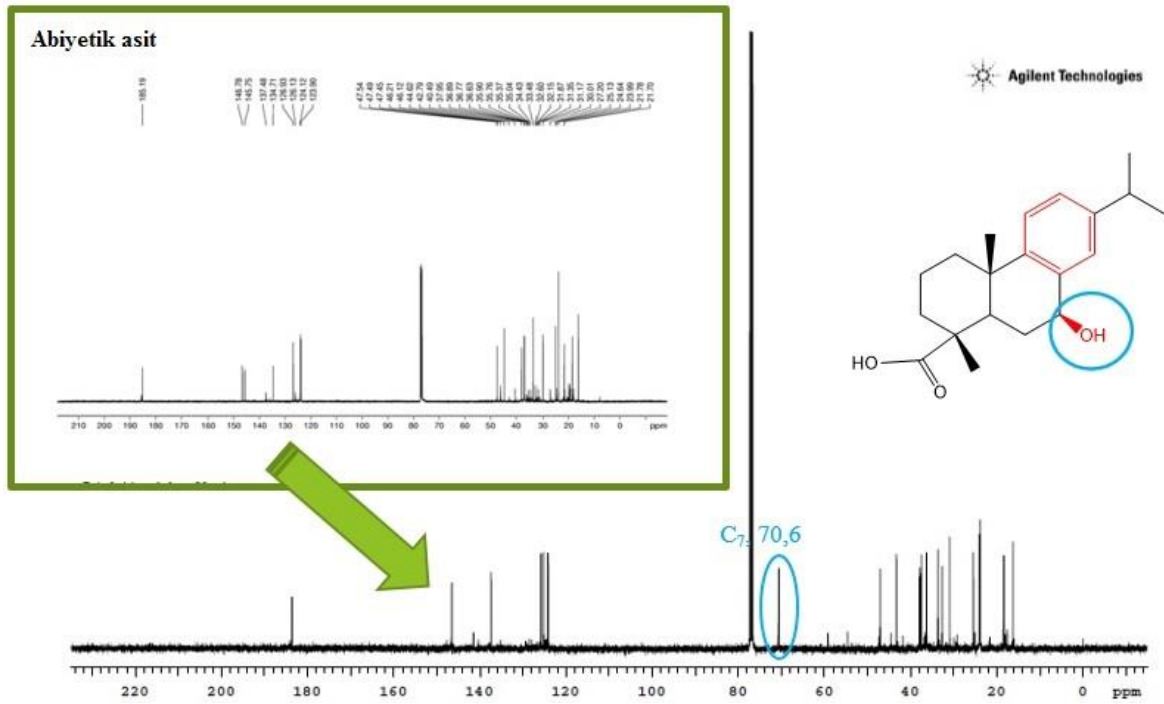 Abiyetik asit
185.19
146.78 145.75 137.48 134.71 126.93 126.13 124.12 123.90
47.54 47.49 47.45 46.21 46.12 44.62 42.79 40.49 37.95 36.89 36.77 36.63 35.90 35.76 35.37 35.04 34.43 33.48 32.60 32.15 31.87 31.35 31.17 30.01 27.20 25.13 24.64 23.99 21.78 21.70
210 200 190 180 170 160 150 140 130 120 110 100 90 80 70 60 50 40 30 20 10 0 ppm
Agilent Technologies
OH
HO
O
C7, 70,6
220 200 180 160 140 120 100 80 60 40 20 0 ppm